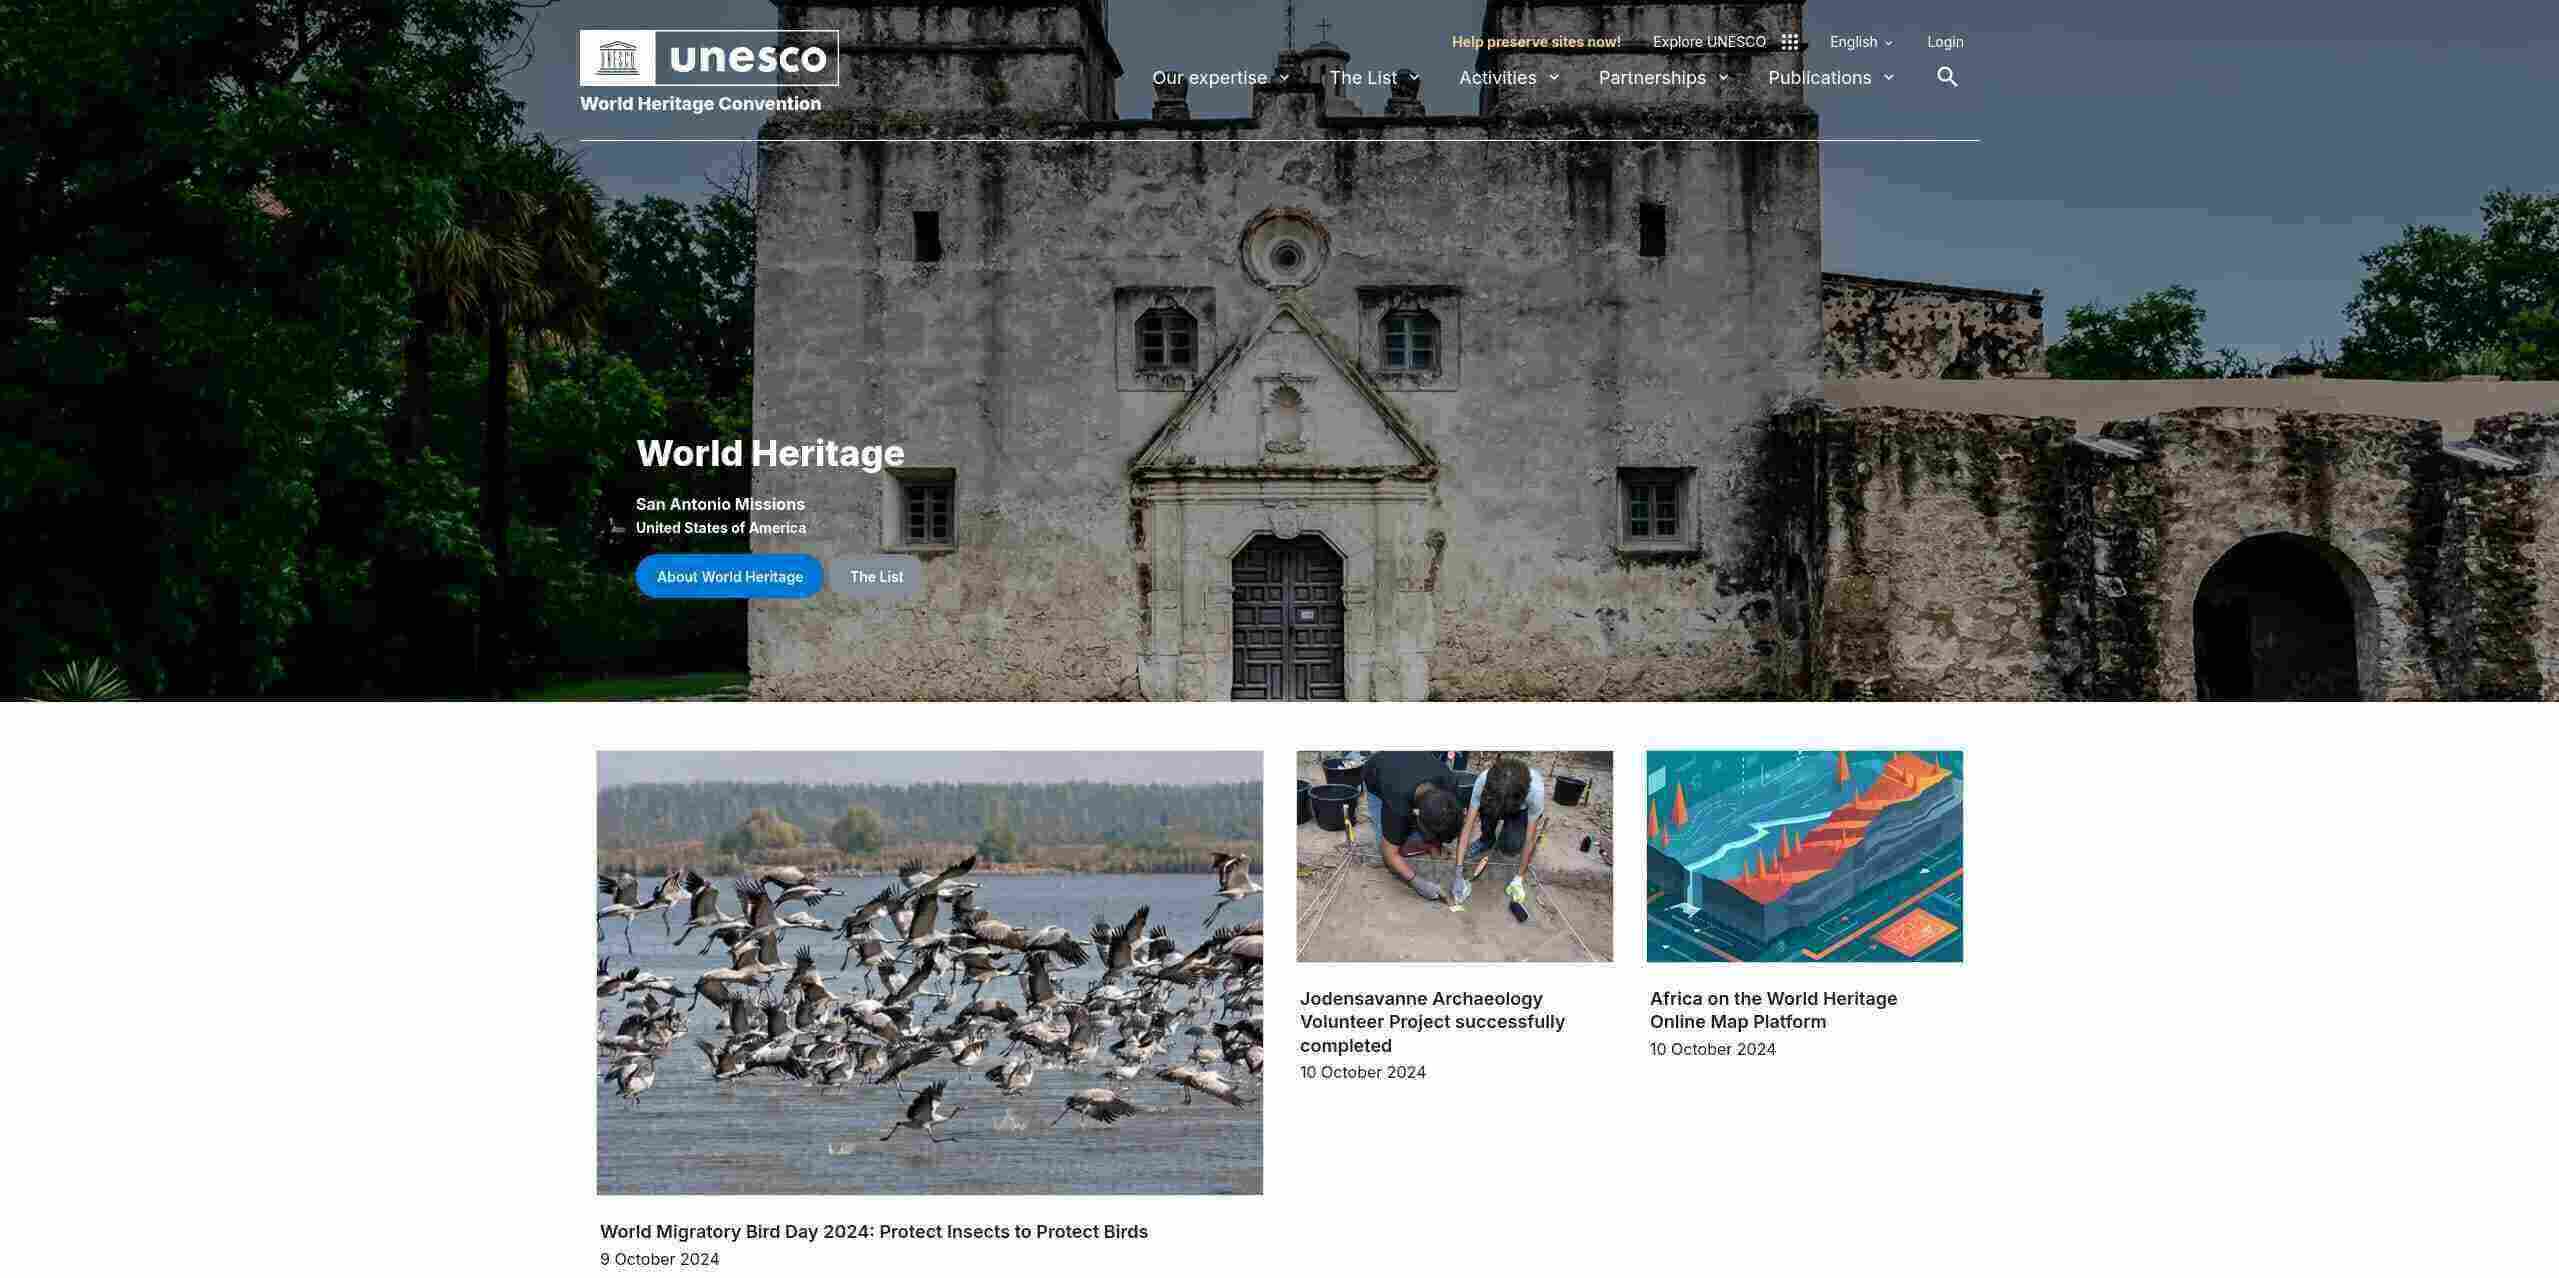 UNESCO
unesco
World Heritage Convention
Help preserve sites now!
Explore UNESCO
English
Login
Our expertise
The List
Activities
Partnerships
Publications
World Heritage
San Antonio Missions
United States of America
About World Heritage
The List
World Migratory Bird Day 2024: Protect Insects to Protect Birds
9 October 2024
Jodensavanne Archaeology
Volunteer Project successfully
completed
10 October 2024
Africa on the World Heritage
Online Map Platform
10 October 2024